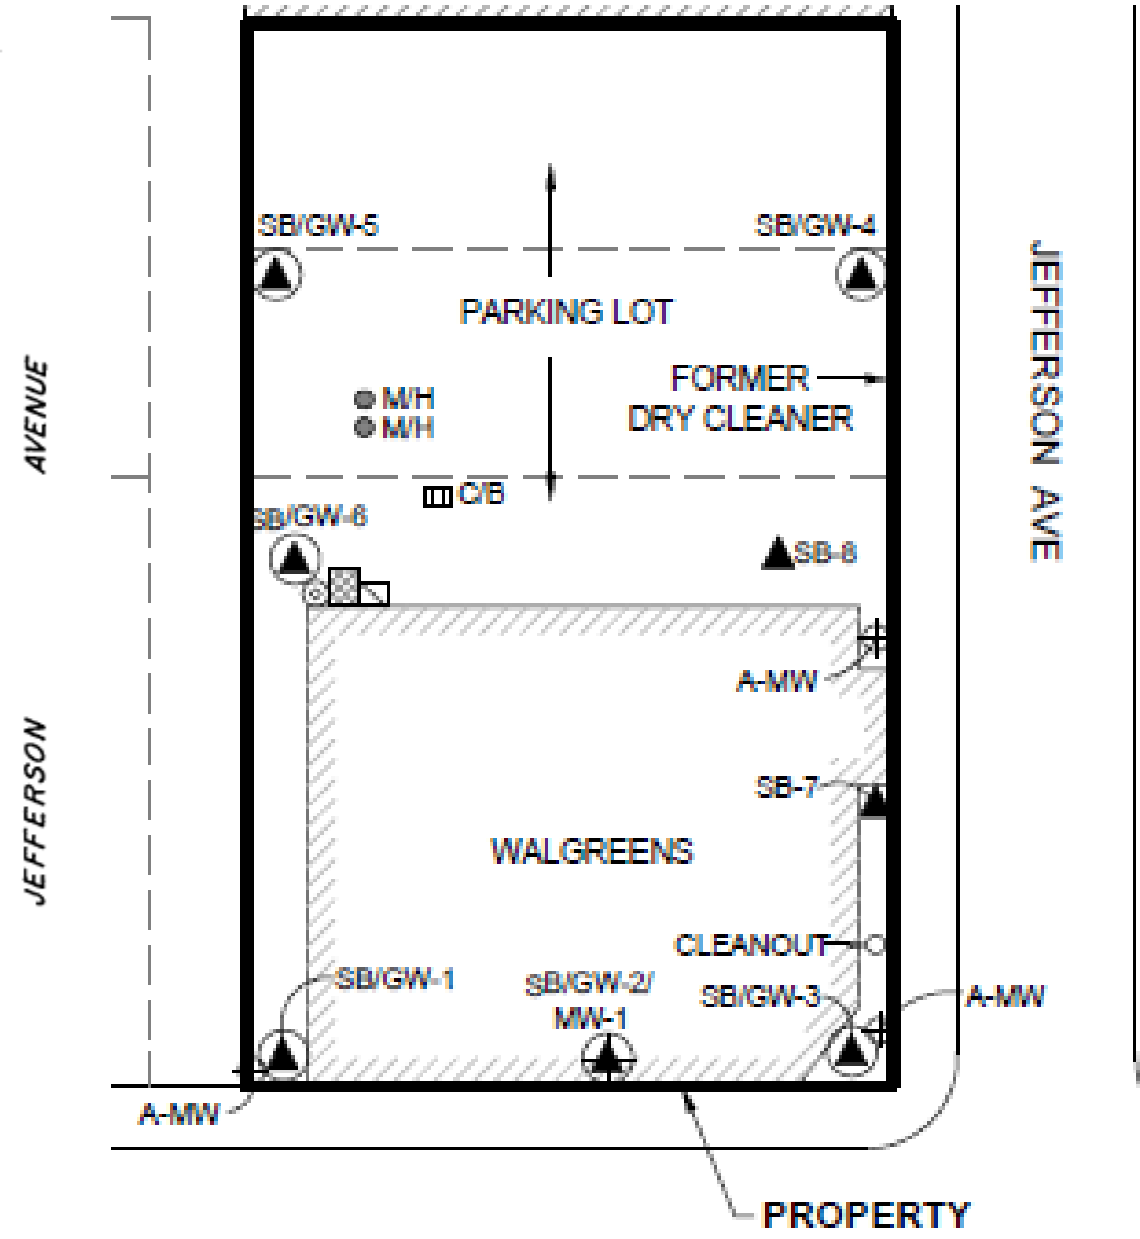 SB/GW-5
SB/GW-4
PARKING LOT
FORMER
DRY CLEANER
M/H
M/H
C/B
SB/GW-6
SB-8
A-MW
SB-7
WALGREENS
CLEANOUT
SB/GW-1
SB/GW-2/
MW-1
SB/GW-3
A-MW
A-MW
PROPERTY
JEFFERSON AVENUE
JEFFERSON AVE